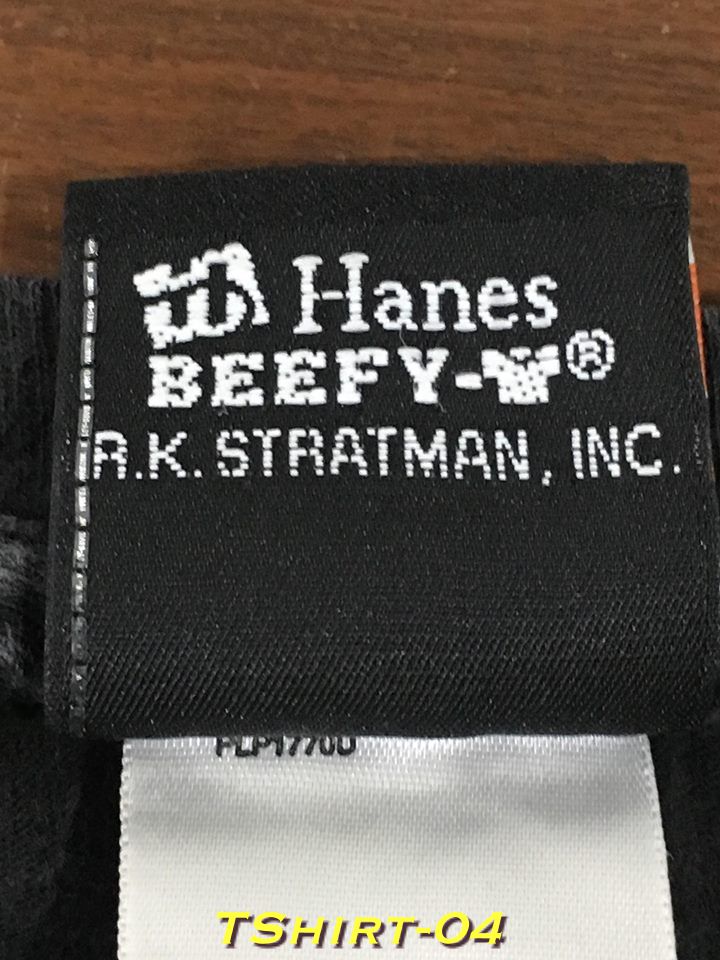 Hanes
BEEFY-T®
R.K. STRATMAN, INC.
TShirt-04